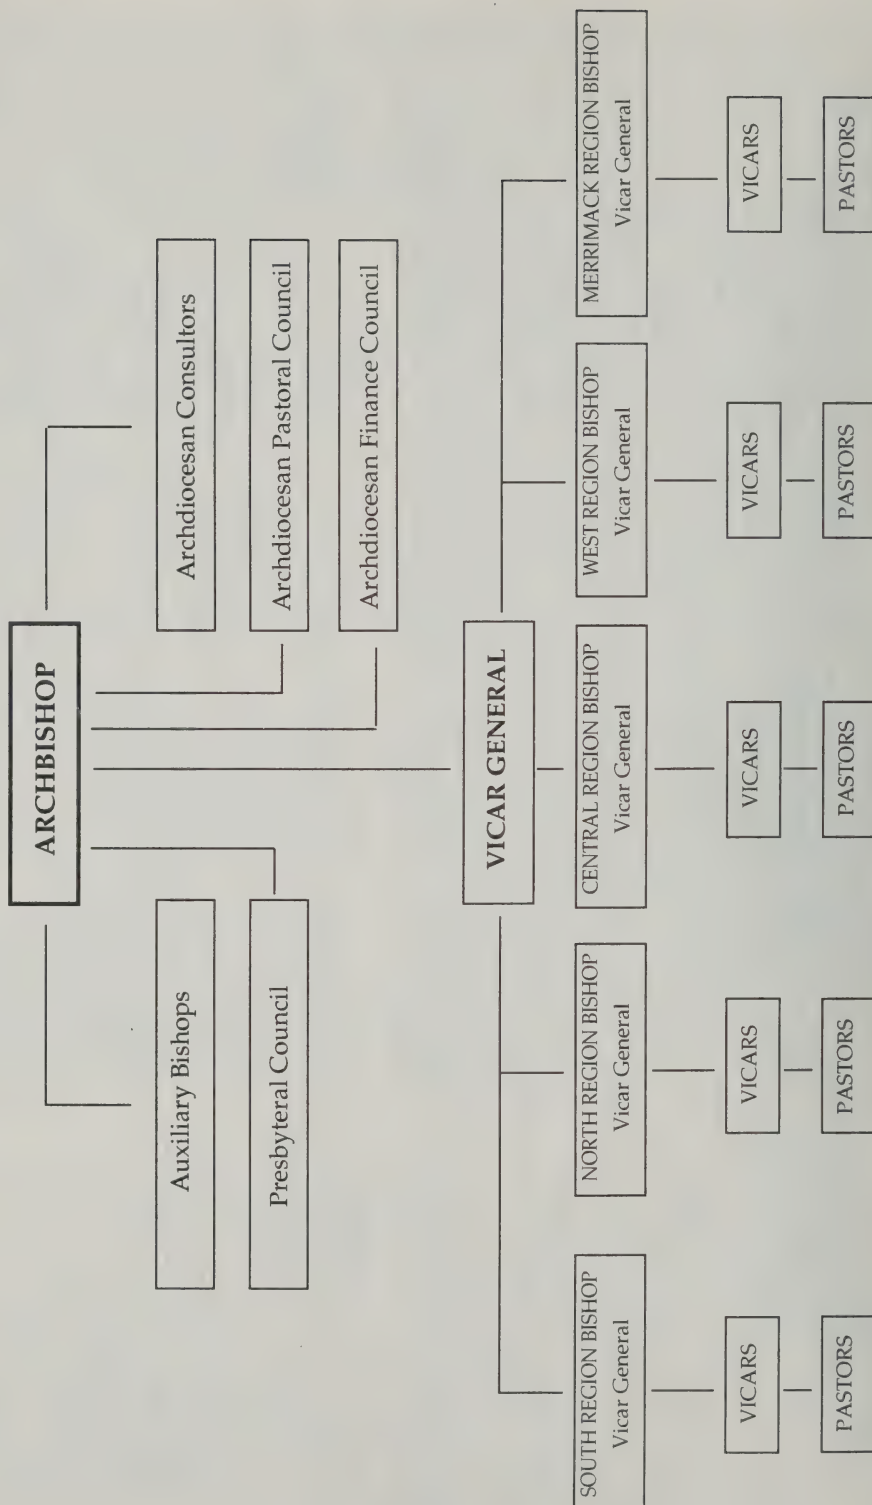 ARCHBISHOP
Auxiliary Bishops
Archdiocesan Consultors
Presbyteral Council
Archdiocesan Pastoral Council
Archdiocesan Finance Council
VICAR GENERAL
SOUTH REGION BISHOP
Vicar General
NORTH REGION BISHOP
Vicar General
CENTRAL REGION BISHOP
Vicar General
WEST REGION BISHOP
Vicar General
MERRIMACK REGION BISHOP
Vicar General
VICARS
VICARS
VICARS
VICARS
VICARS
PASTORS
PASTORS
PASTORS
PASTORS
PASTORS